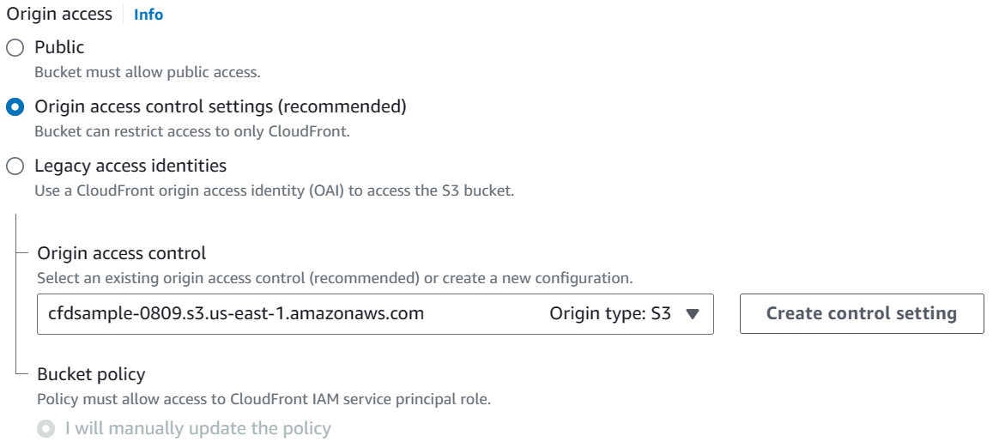 Origin access Info
Public
Bucket must allow public access.
Origin access control settings (recommended)
Bucket can restrict access to only CloudFront.
Legacy access identities
Use a CloudFront origin access identity (OAI) to access the S3 bucket.
Origin access control
Select an existing origin access control (recommended) or create a new configuration.
cfdsample-0809.s3.us-east-1.amazonaws.com Origin type: S3 Create control setting
Bucket policy
Policy must allow access to CloudFront IAM service principal role.
I will manually update the policy